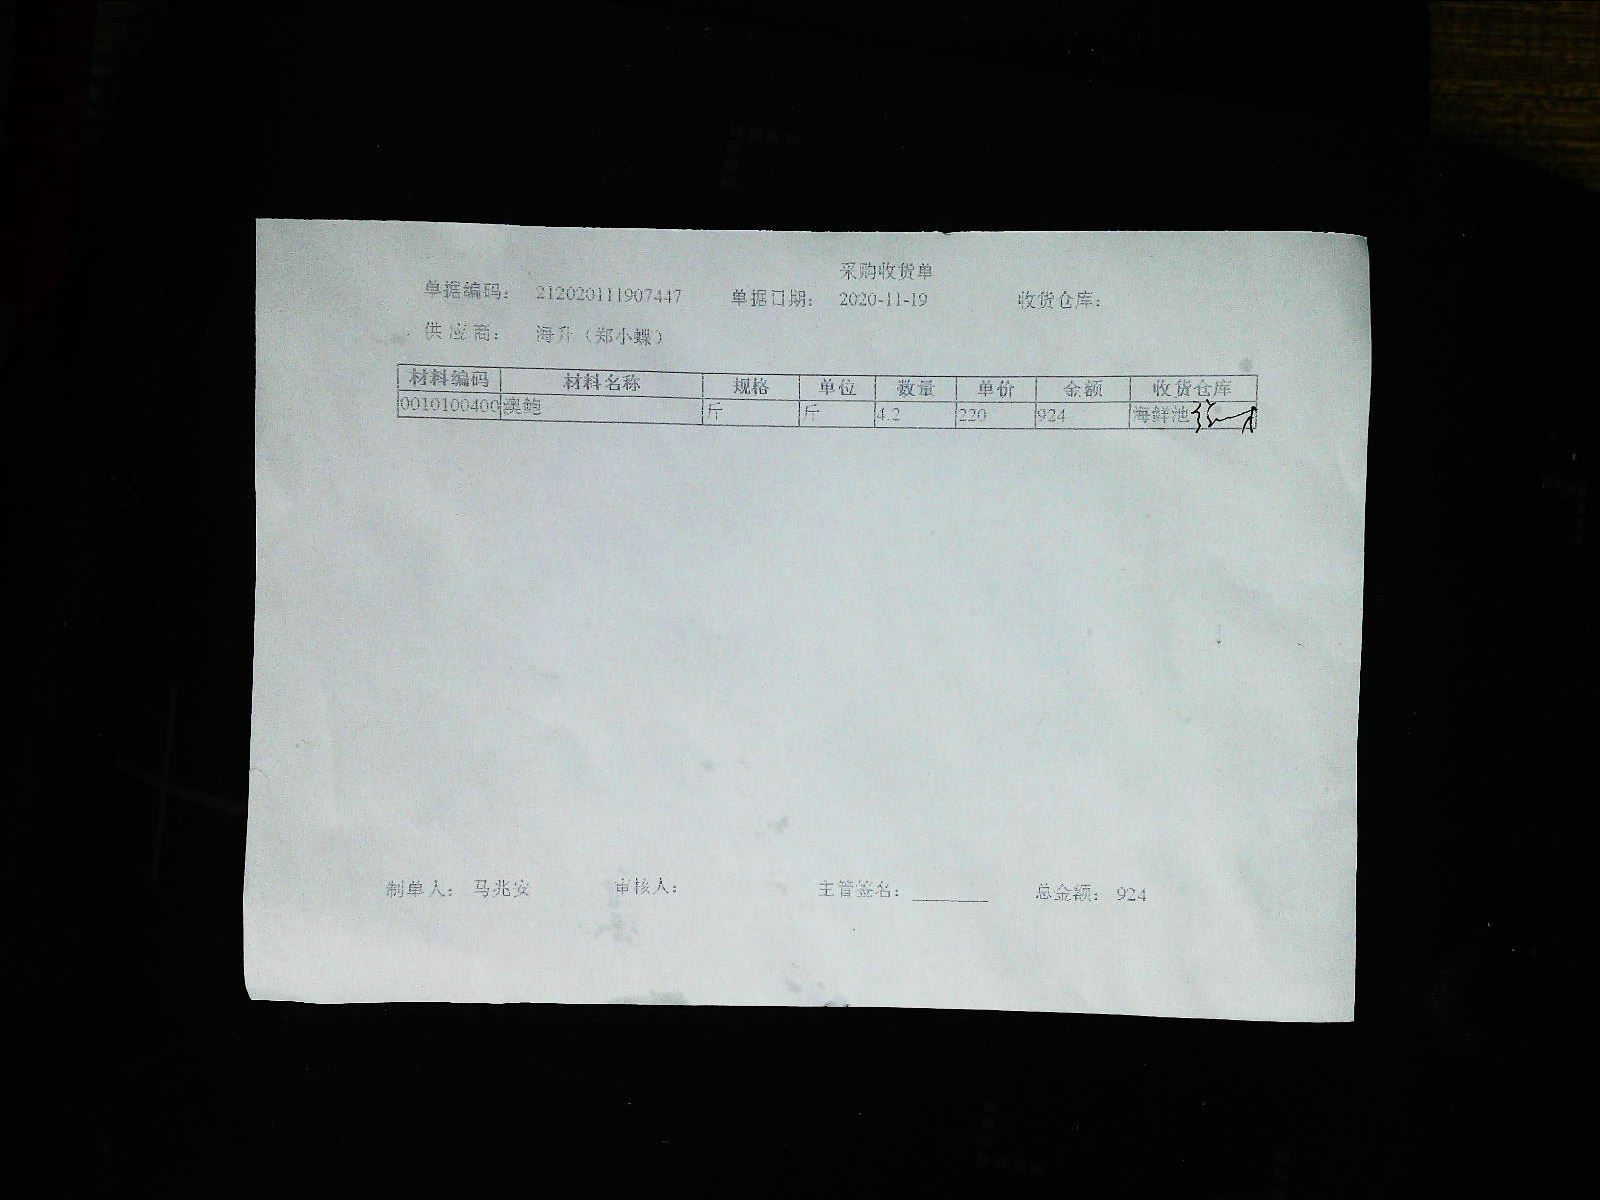 采购收货单
单据编码： 212020111907447 单据日期： 2020-11-19 收货仓库：
供应商： 海升（郑小蝶）
材料编码 材料名称 规格 单位 数量 单价 金额 收货仓库
0010100400 澳鲍 斤 斤 4.2 220 924 海鲜池
制单人： 马兆安 审核人： 主管签名： 总金额： 924